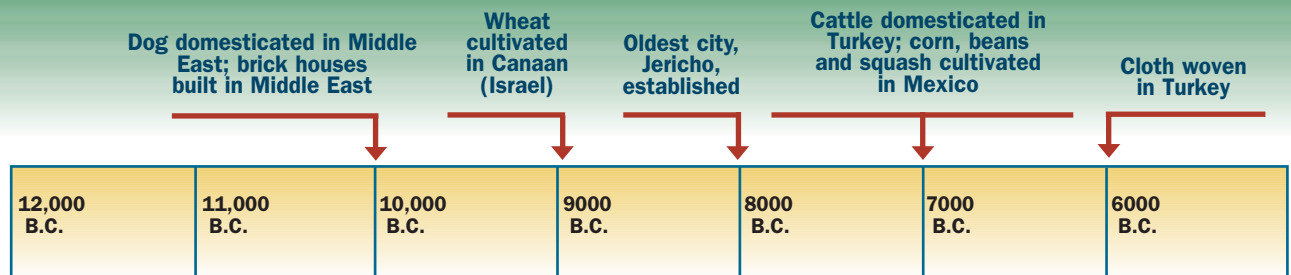 Dog domesticated in Middle
East; brick houses
built in Middle East
Wheat
cultivated
in Canaan
(Israel)
Oldest city,
Jericho,
established
Cattle domesticated in
Turkey; corn, beans
and squash cultivated
in Mexico
Cloth woven
in Turkey
12,000
B.C.
11,000
B.C.
10,000
B.C.
9000
B.C.
8000
B.C.
7000
B.C.
6000
B.C.